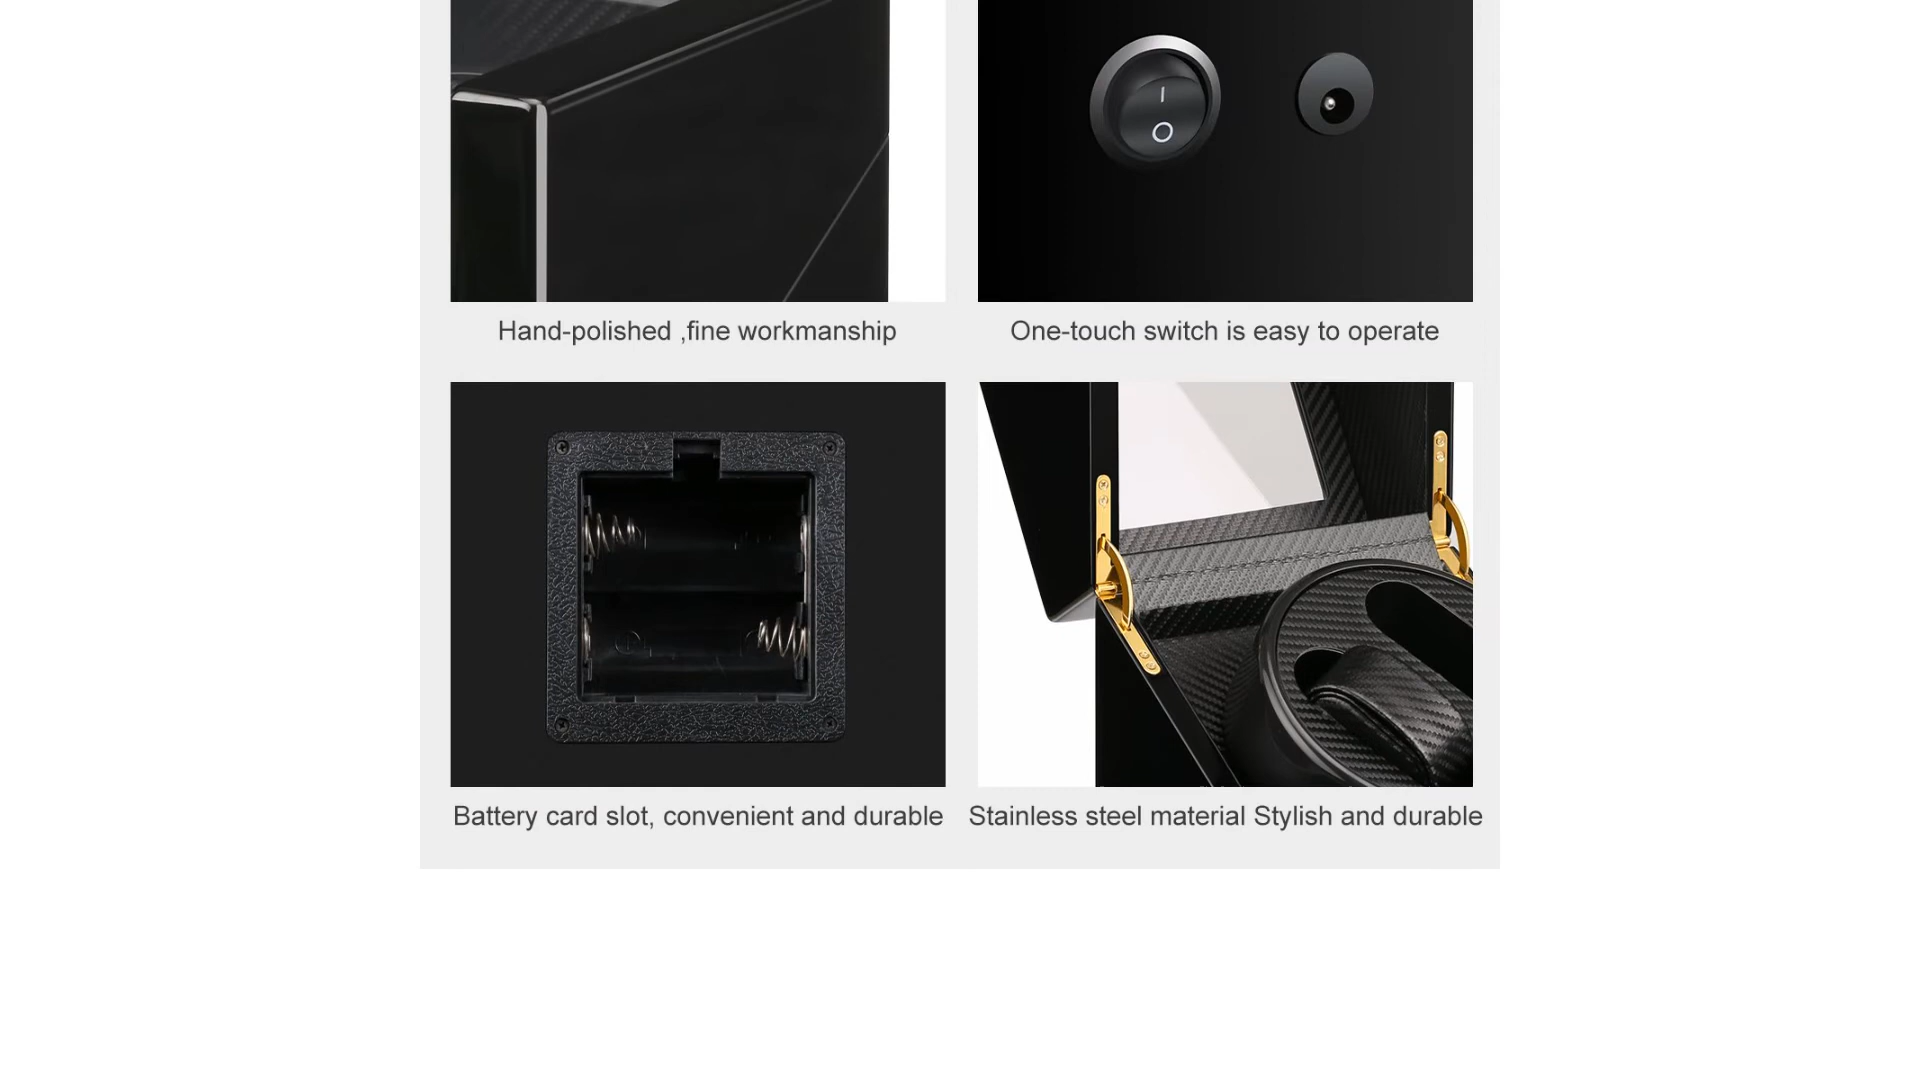 Hand-polished ,fine workmanship
One-touch switch is easy to operate
Battery card slot, convenient and durable
Stainless steel material Stylish and durable